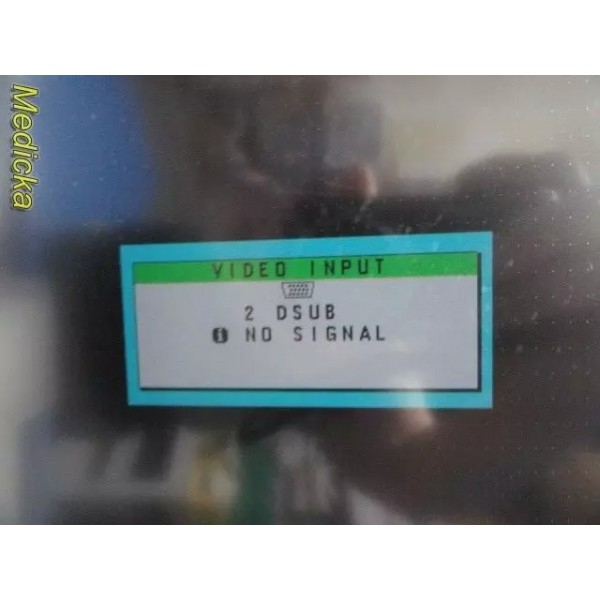 Medicka
VIDEO INPUT
2 DSUB
NO SIGNAL